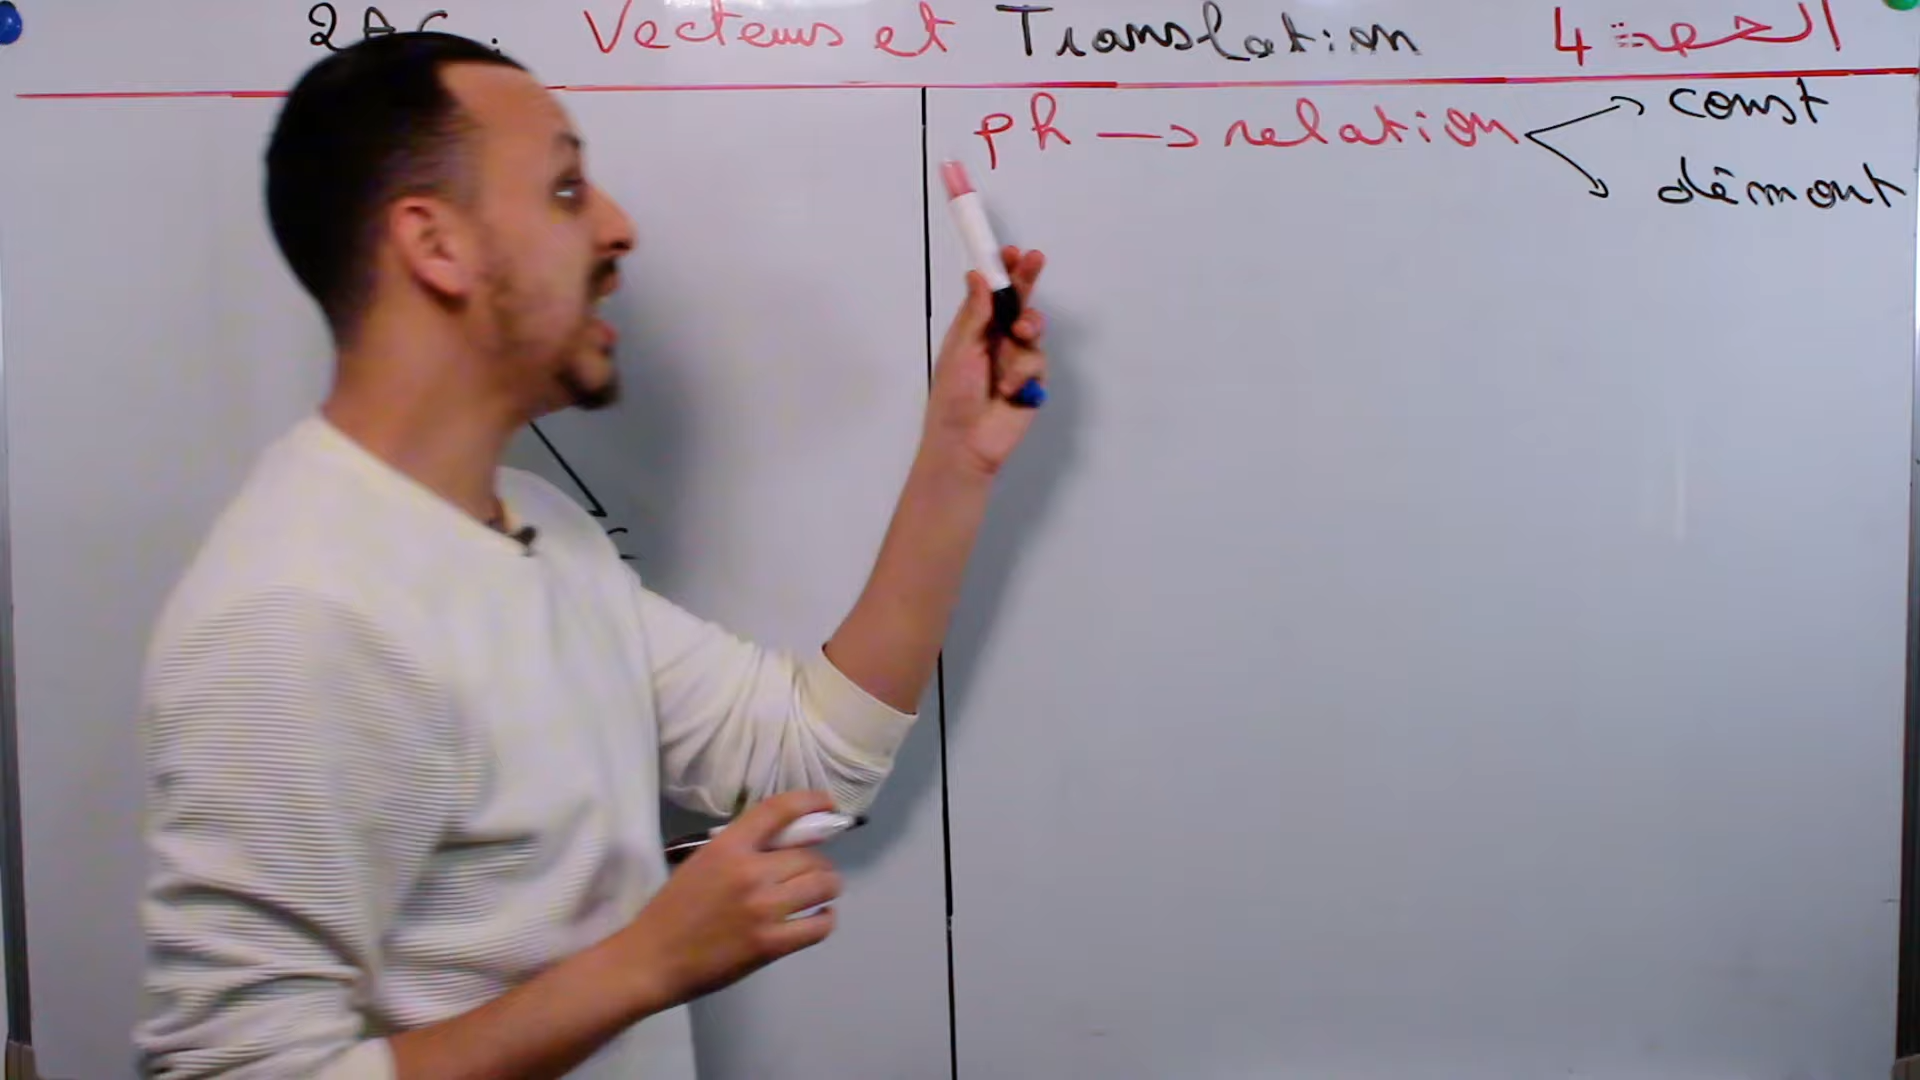 2AC : Vecteurs et Translation الحصة 4
ph → relation
const
démont